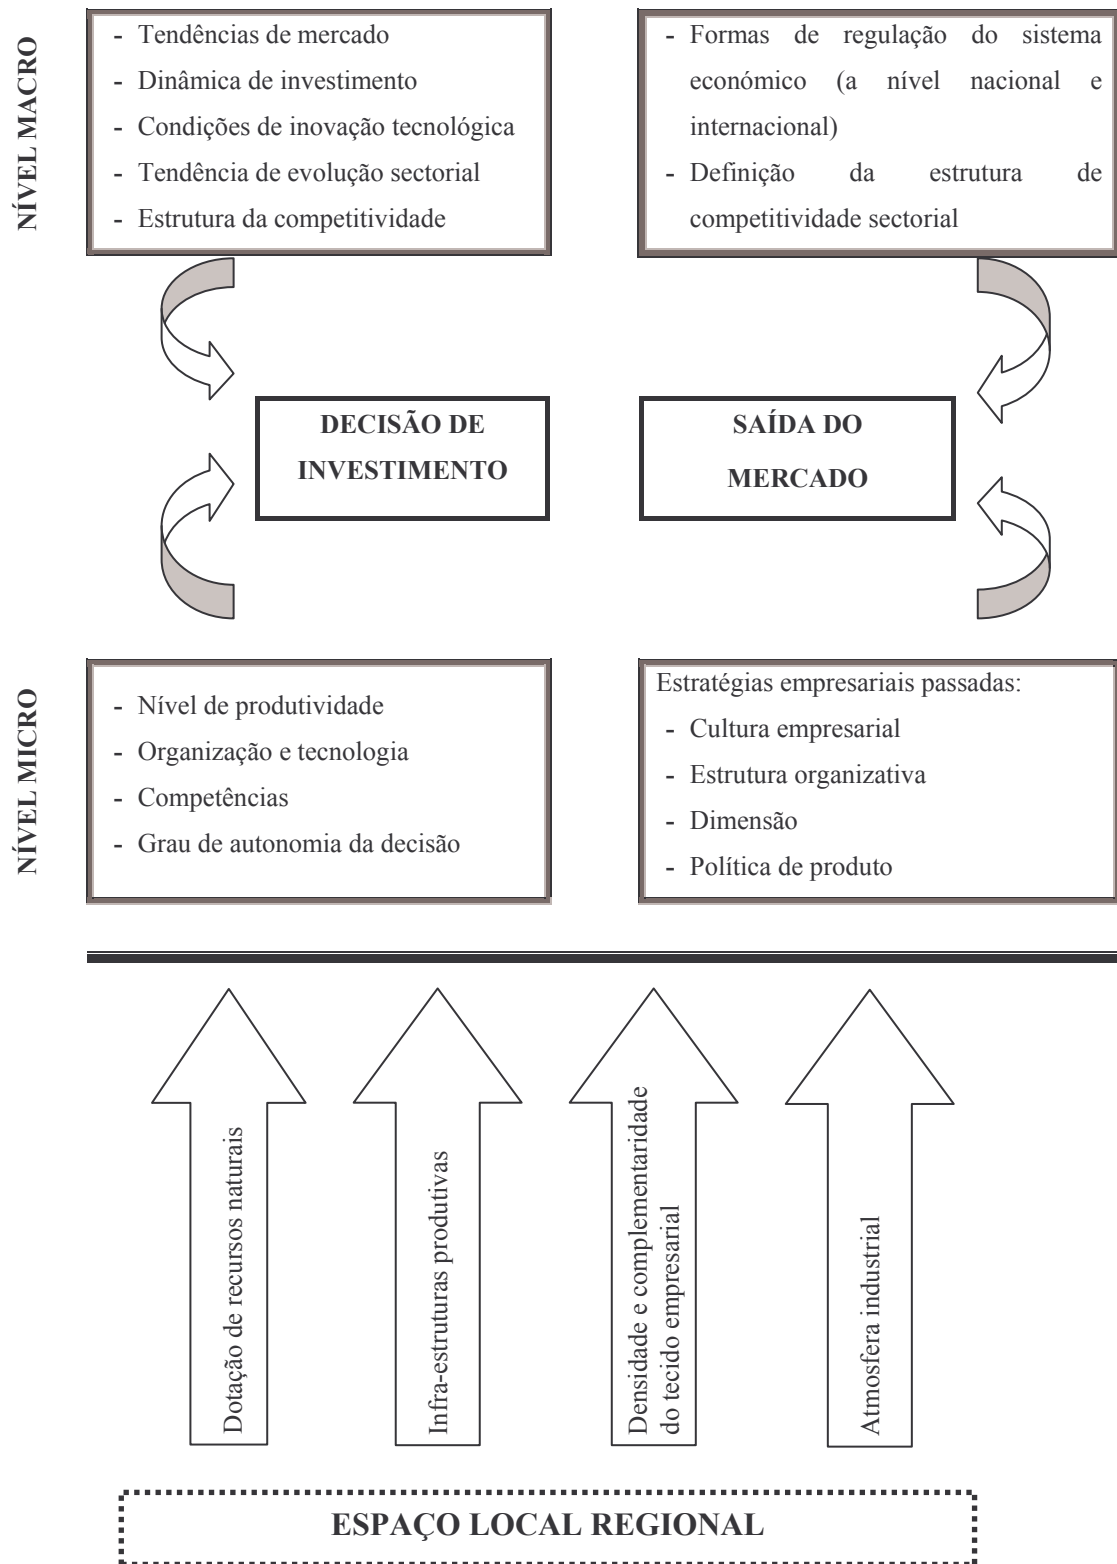 NÍVEL MACRO
- Tendências de mercado
- Dinâmica de investimento
- Condições de inovação tecnológica
- Tendência de evolução sectorial
- Estrutura da competitividade
- Formas de regulação do sistema
económico (a nível nacional e
internacional)
- Definição da estrutura de
competitividade sectorial
DECISÃO DE
INVESTIMENTO
SAÍDA DO
MERCADO
NÍVEL MICRO
- Nível de produtividade
- Organização e tecnologia
- Competências
- Grau de autonomia da decisão
Estratégias empresariais passadas:
- Cultura empresarial
- Estrutura organizativa
- Dimensão
- Política de produto
Dotação de recursos naturais
Infra-estruturas produtivas
Densidade e complementaridade
do tecido empresarial
Atmosfera industrial
ESPAÇO LOCAL REGIONAL